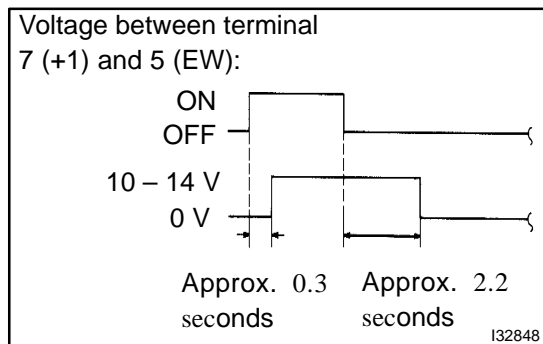 Voltage between terminal
7 (+1) and 5 (EW):
ON
OFF
10 – 14 V
0 V
Approx. 0.3
seconds
Approx. 2.2
seconds
I32848